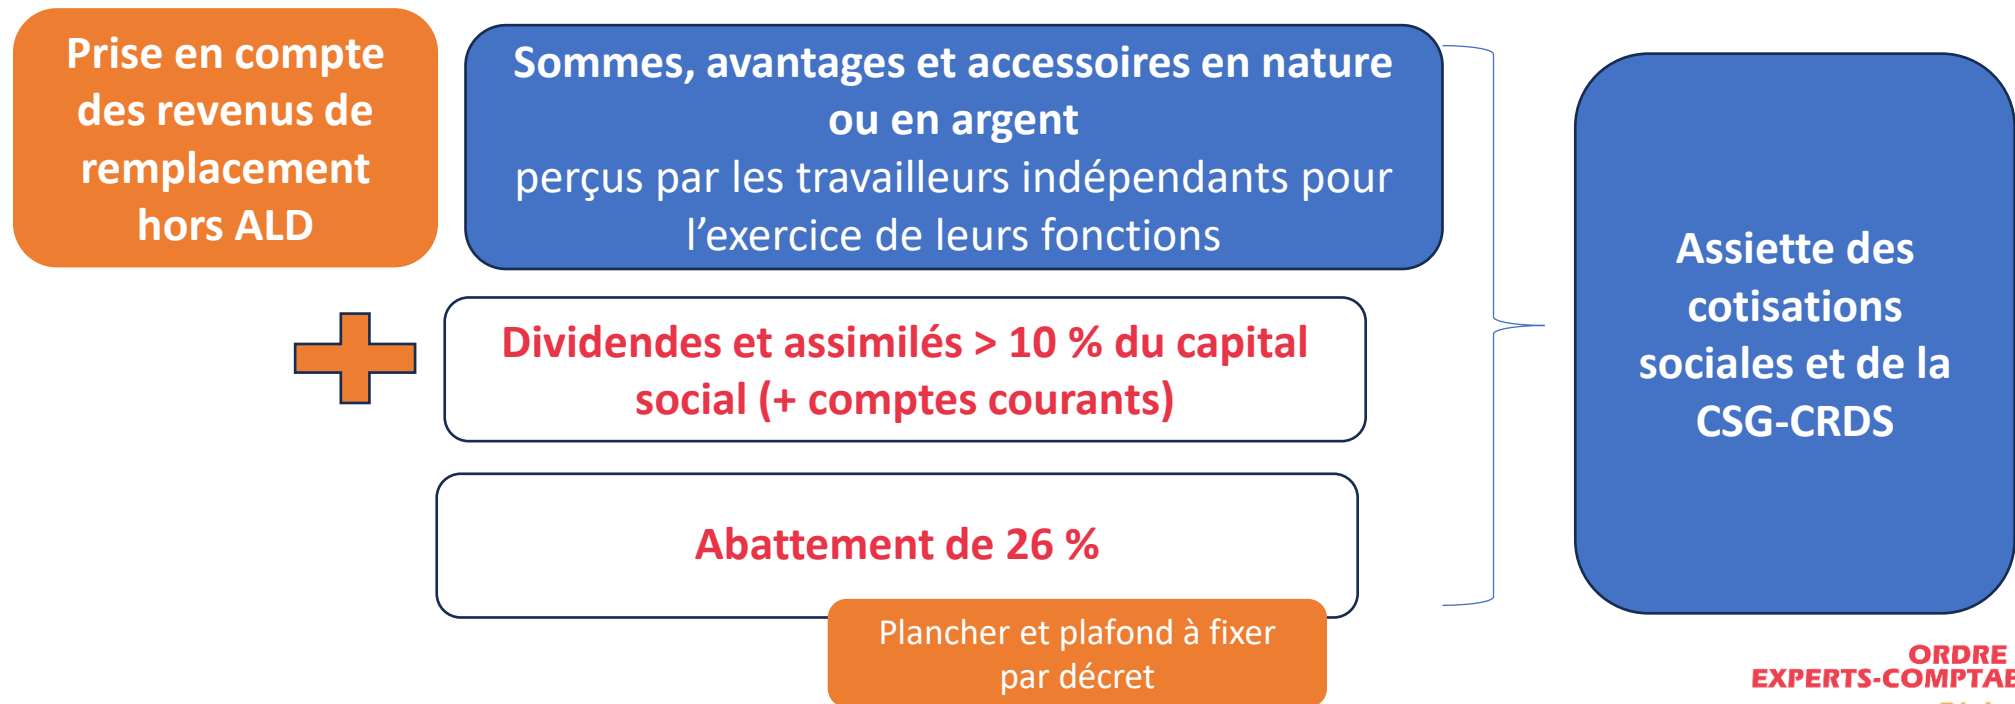 Prise en compte
des revenus de
remplacement
hors ALD
Sommes, avantages et accessoires en nature
ou en argent
perçus par les travailleurs indépendants pour
l’exercice de leurs fonctions
Dividendes et assimilés > 10 % du capital
social (+ comptes courants)
Abattement de 26 %
Plancher et plafond à fixer
par décret
Assiette des
cotisations
sociales et de la
CSG-CRDS
ORDRE
EXPERTS-COMPTAB